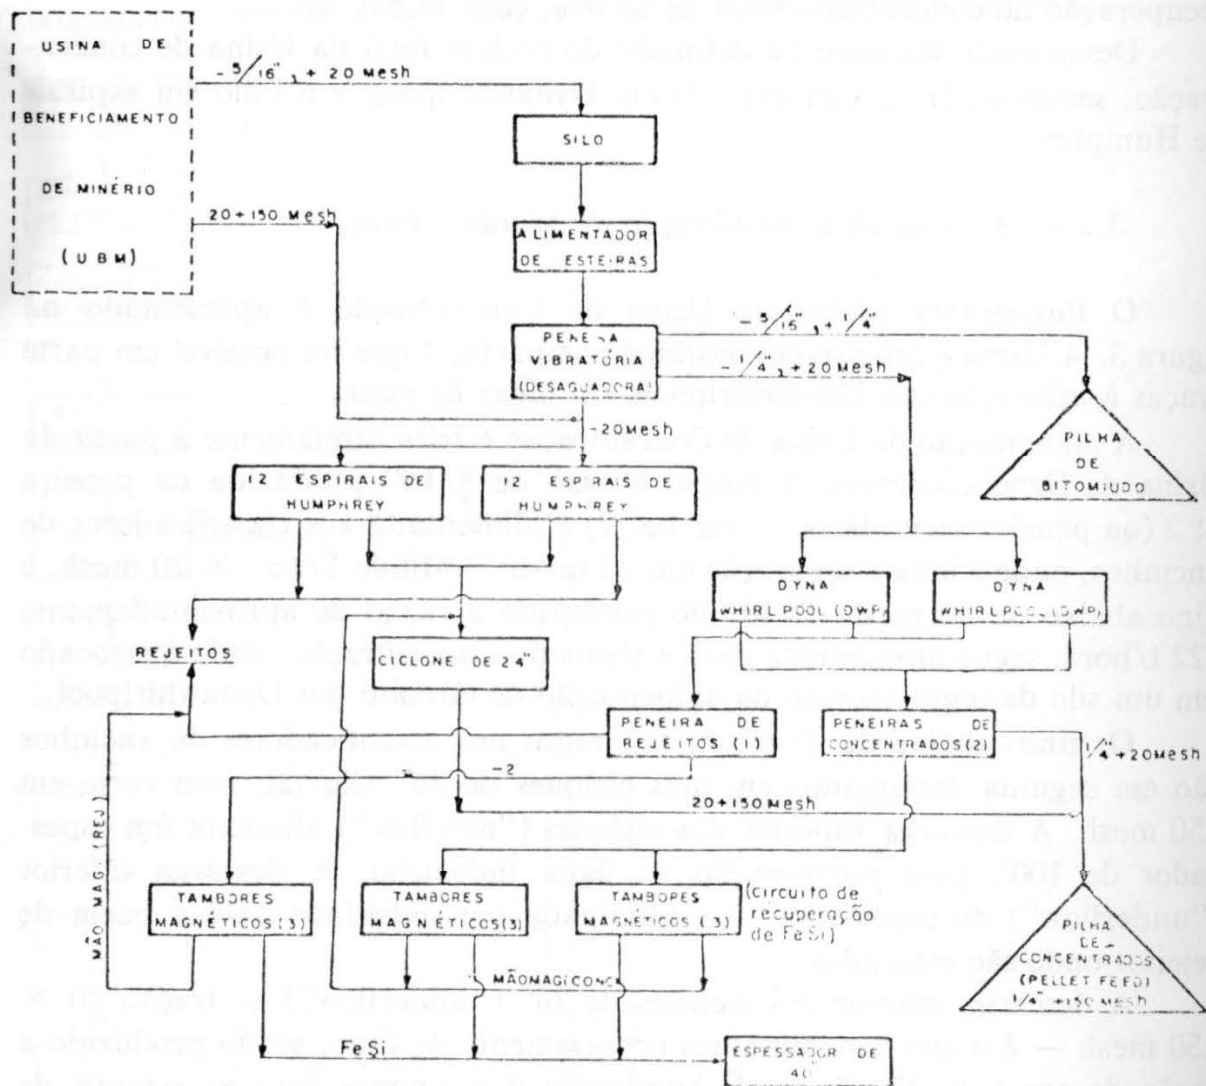 USINA DE
BENEFICIAMENTO
DE MINÉRIO
(UBM)
- 5/16", + 20 Mesh
SILO
20+150 Mesh
ALIMENTADOR
DE ESTEIRAS
PENEIRA
VIBRATÓRIA
(DESAGUADORA)
- 5/16", + 1/4"
- 1/4", + 20 Mesh
-20Mesh
PILHA
DE
BITOMIUDO
12 ESPIRAIS DE
HUMPHREY
12 ESPIRAIS DE
HUMPHREY
DYNA
WHIRLPOOL (DWP)
DYNA
WHIRLPOOL (DWP)
REJEITOS
CICLONE DE 24"
PENEIRA DE
REJEITOS (1)
PENEIRAS DE
CONCENTRADOS (2)
1/4"+20Mesh
-2
20+150 Mesh
NÃO MAG (REJ)
TAMBORES
MAGNÉTICOS (3)
TAMBORES
MAGNÉTICOS(3)
TAMBORES
MAGNÉTICOS (3)
(circuito de
recuperação
de FeSi)
NÃOMAG(CONC)
PILHA
DE
CONCENTRADOS
(PELLET FEED)
1/4" +150 Mesh
FeSi
ESPESSADOR DE
40'